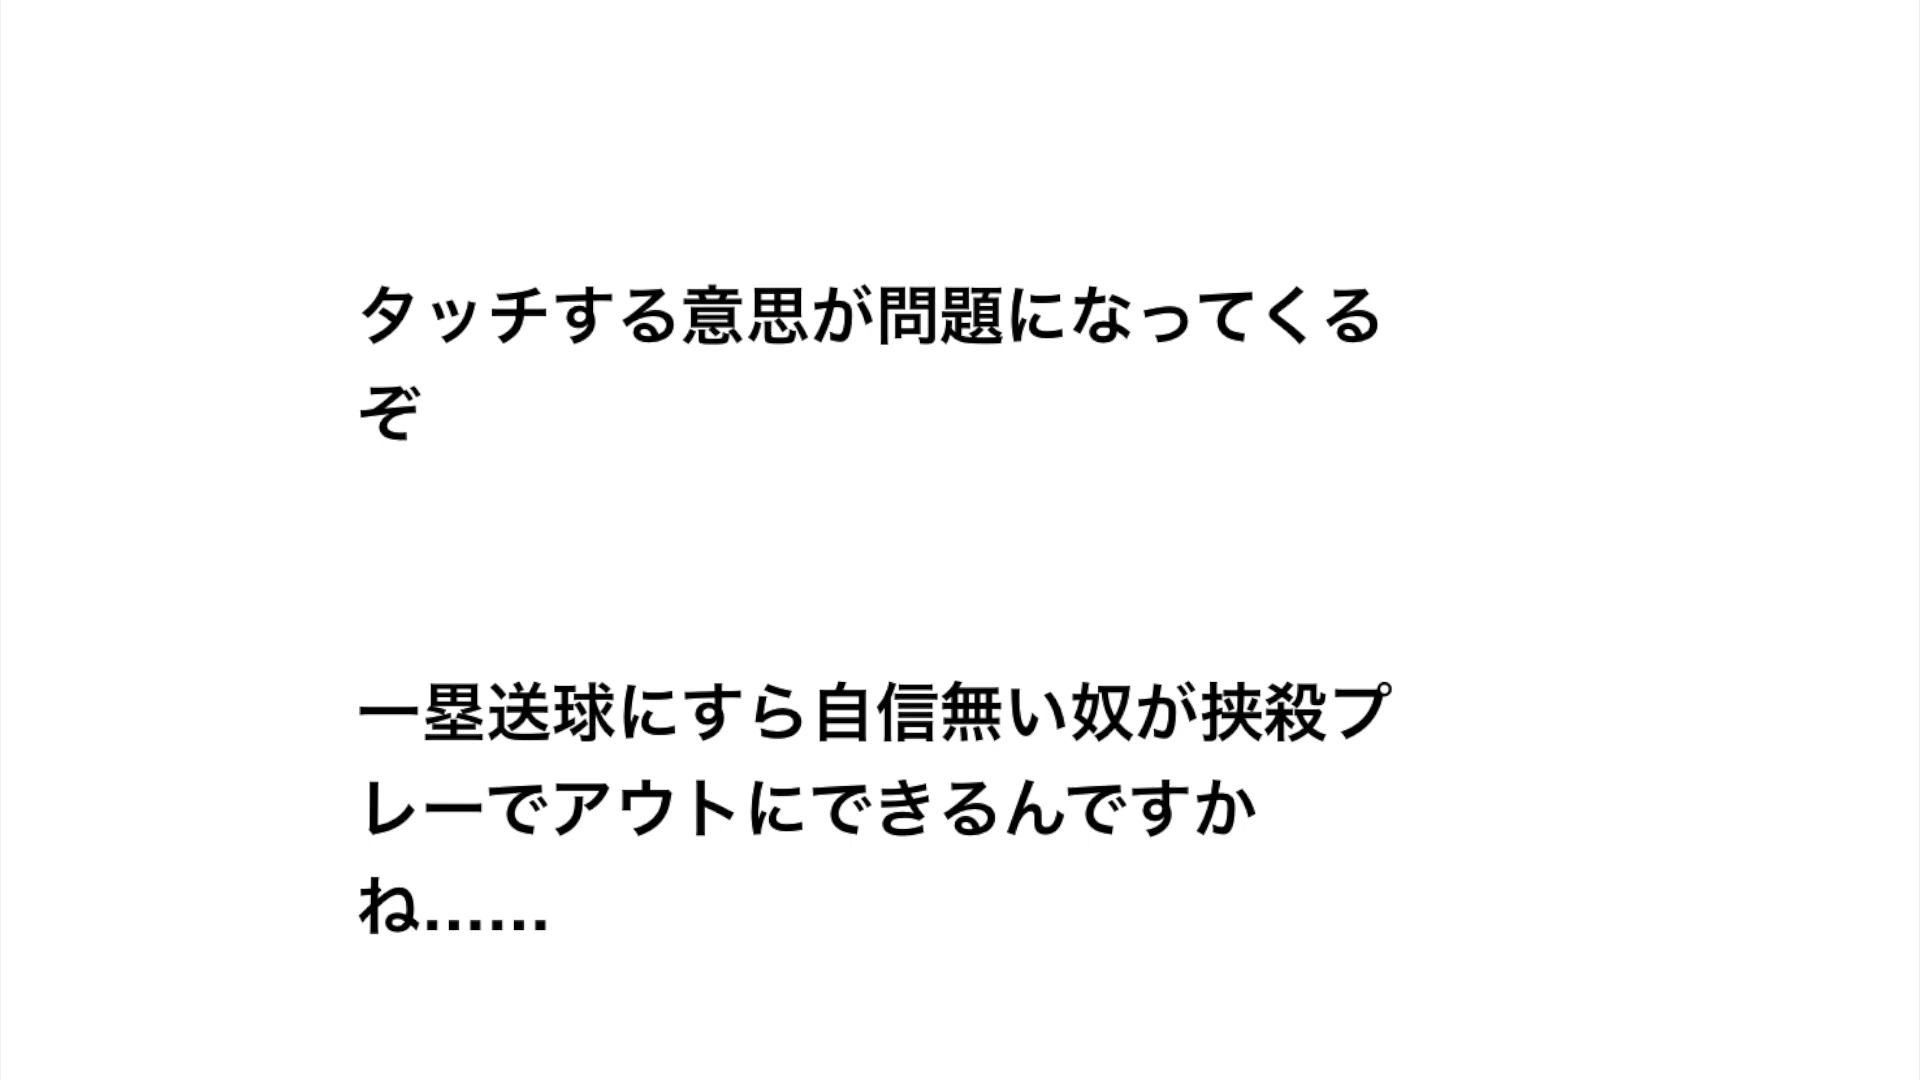 タッチする意思が問題になってくる
ぞ
一塁送球にすら自信無い奴が挟殺プ
レーでアウトにできるんですか
ね……